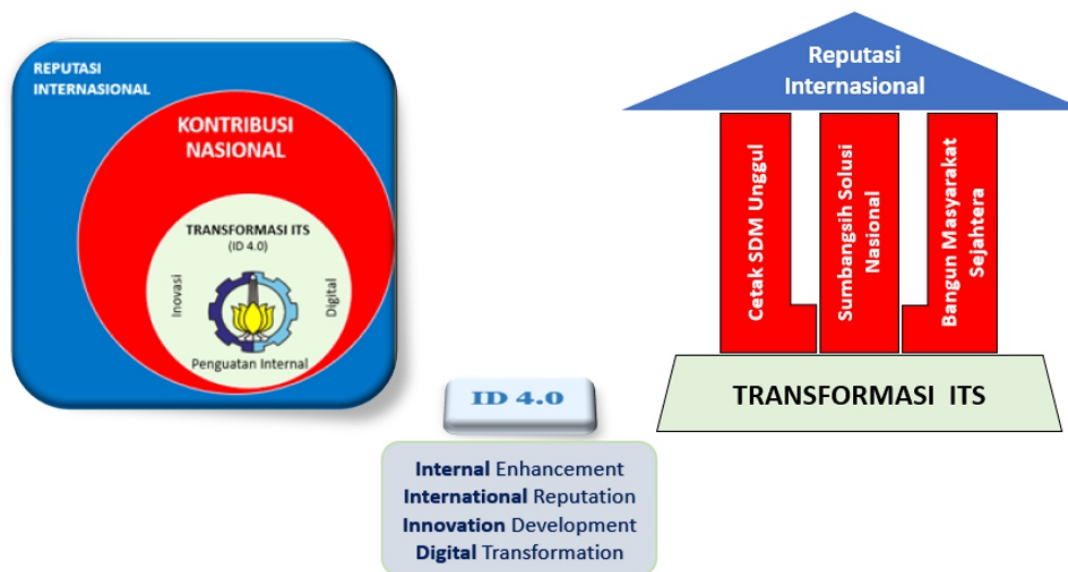 REPUTASI
INTERNASIONAL
KONTRIBUSI
NASIONAL
TRANSFORMASI ITS
(ID 4.0)
Inovasi
Digital
Penguatan Internal
Reputasi
Internasional
Cetak SDM Unggul
Sumbangsih Solusi
Nasional
Bangun Masyarakat
Sejahtera
TRANSFORMASI ITS
ID 4.0
Internal Enhancement
International Reputation
Innovation Development
Digital Transformation